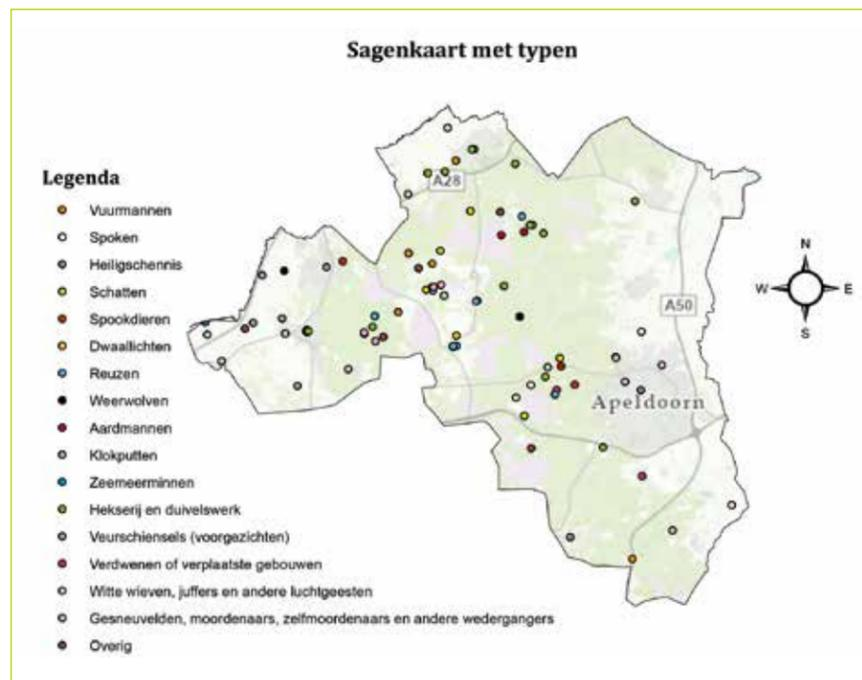 Sagenkaart met typen
Legenda
Vuurmannen
Spoken
Heiligschennis
Schatten
Spookdieren
Dwaallichten
Reuzen
Weerwolven
Aardmannen
Klokputten
Zeemeerminnen
Hekserij en duivelswerk
Veurschiensels (voorgezichten)
Verdwenen of verplaatste gebouwen
Witte wieven, juffers en andere luchtgeesten
Gesneuvelden, moordenaars, zelfmoordenaars en andere wedergangers
Overig
A28
A50
Apeldoorn
N
W E
S